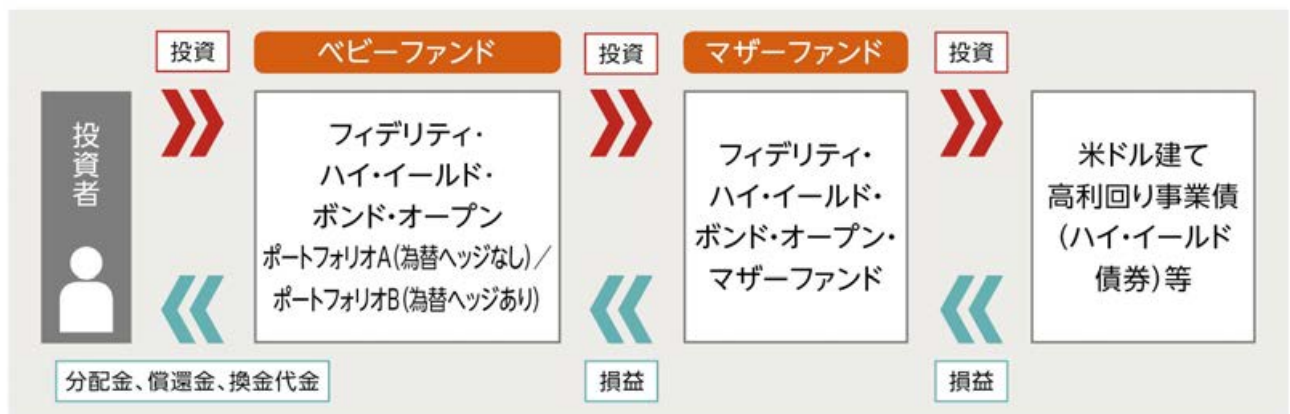 投資
ベビーファンド
投資
マザーファンド
投資
投資者
フィデリティ・
ハイ・イールド・
ボンド・オープン
ポートフォリオA(為替ヘッジなし)/
ポートフォリオB(為替ヘッジあり)
フィデリティ・
ハイ・イールド・
ボンド・オープン・
マザーファンド
米ドル建て
高利回り事業債
(ハイ・イールド
債券)等
分配金、償還金、換金代金
損益
損益